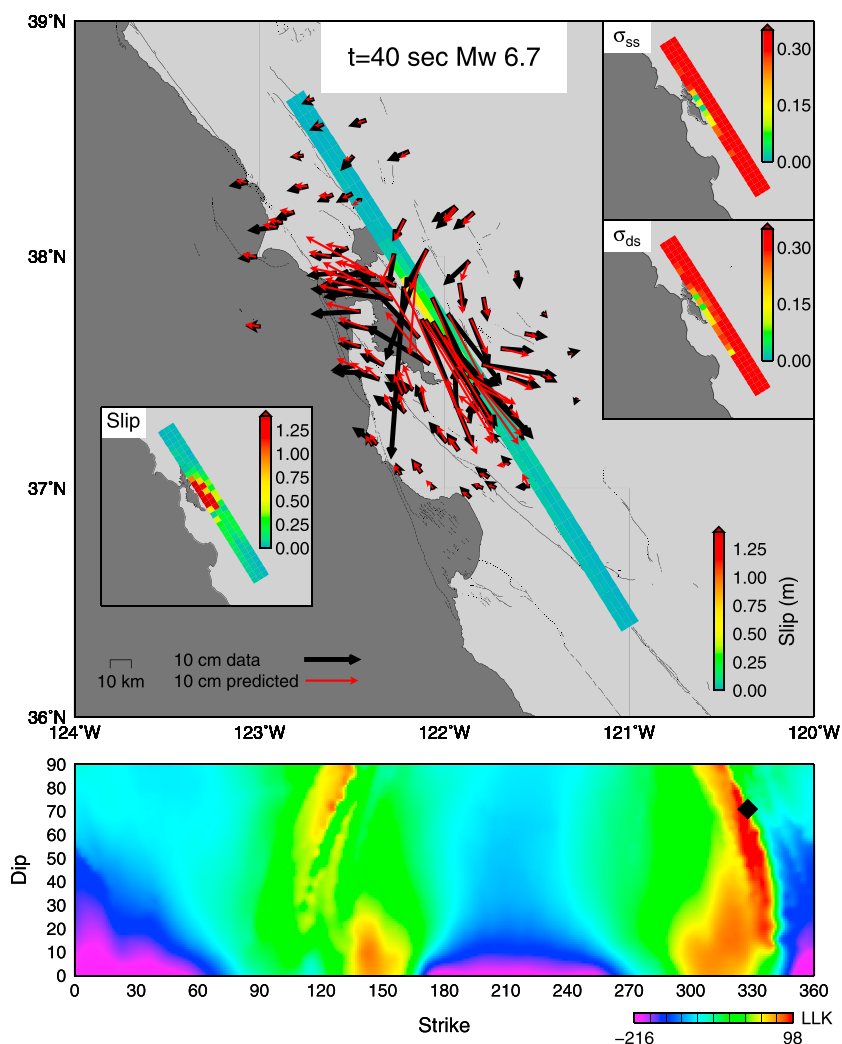 39°N
38°N
37°N
36°N
124°W 123°W 122°W 121°W 120°W
t=40 sec Mw 6.7
σss
0.30
0.15
0.00
σds
0.30
0.15
0.00
Slip
1.25
1.00
0.75
0.50
0.25
0.00
1.25
1.00
0.75
0.50
0.25
0.00
Slip (m)
10 km
10 cm data
10 cm predicted
90
80
70
60
50
40
30
20
10
0
Dip
0 30 60 90 120 150 180 210 240 270 300 330 360
Strike
LLK
−216 98